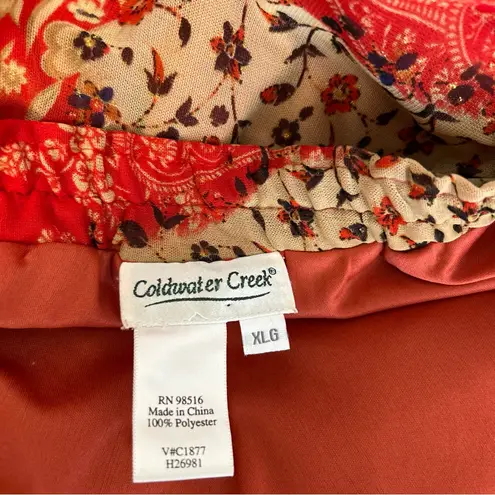 Coldwater Creek®
XLG
RN 98516
Made in China
100% Polyester
V#C1877
H26981